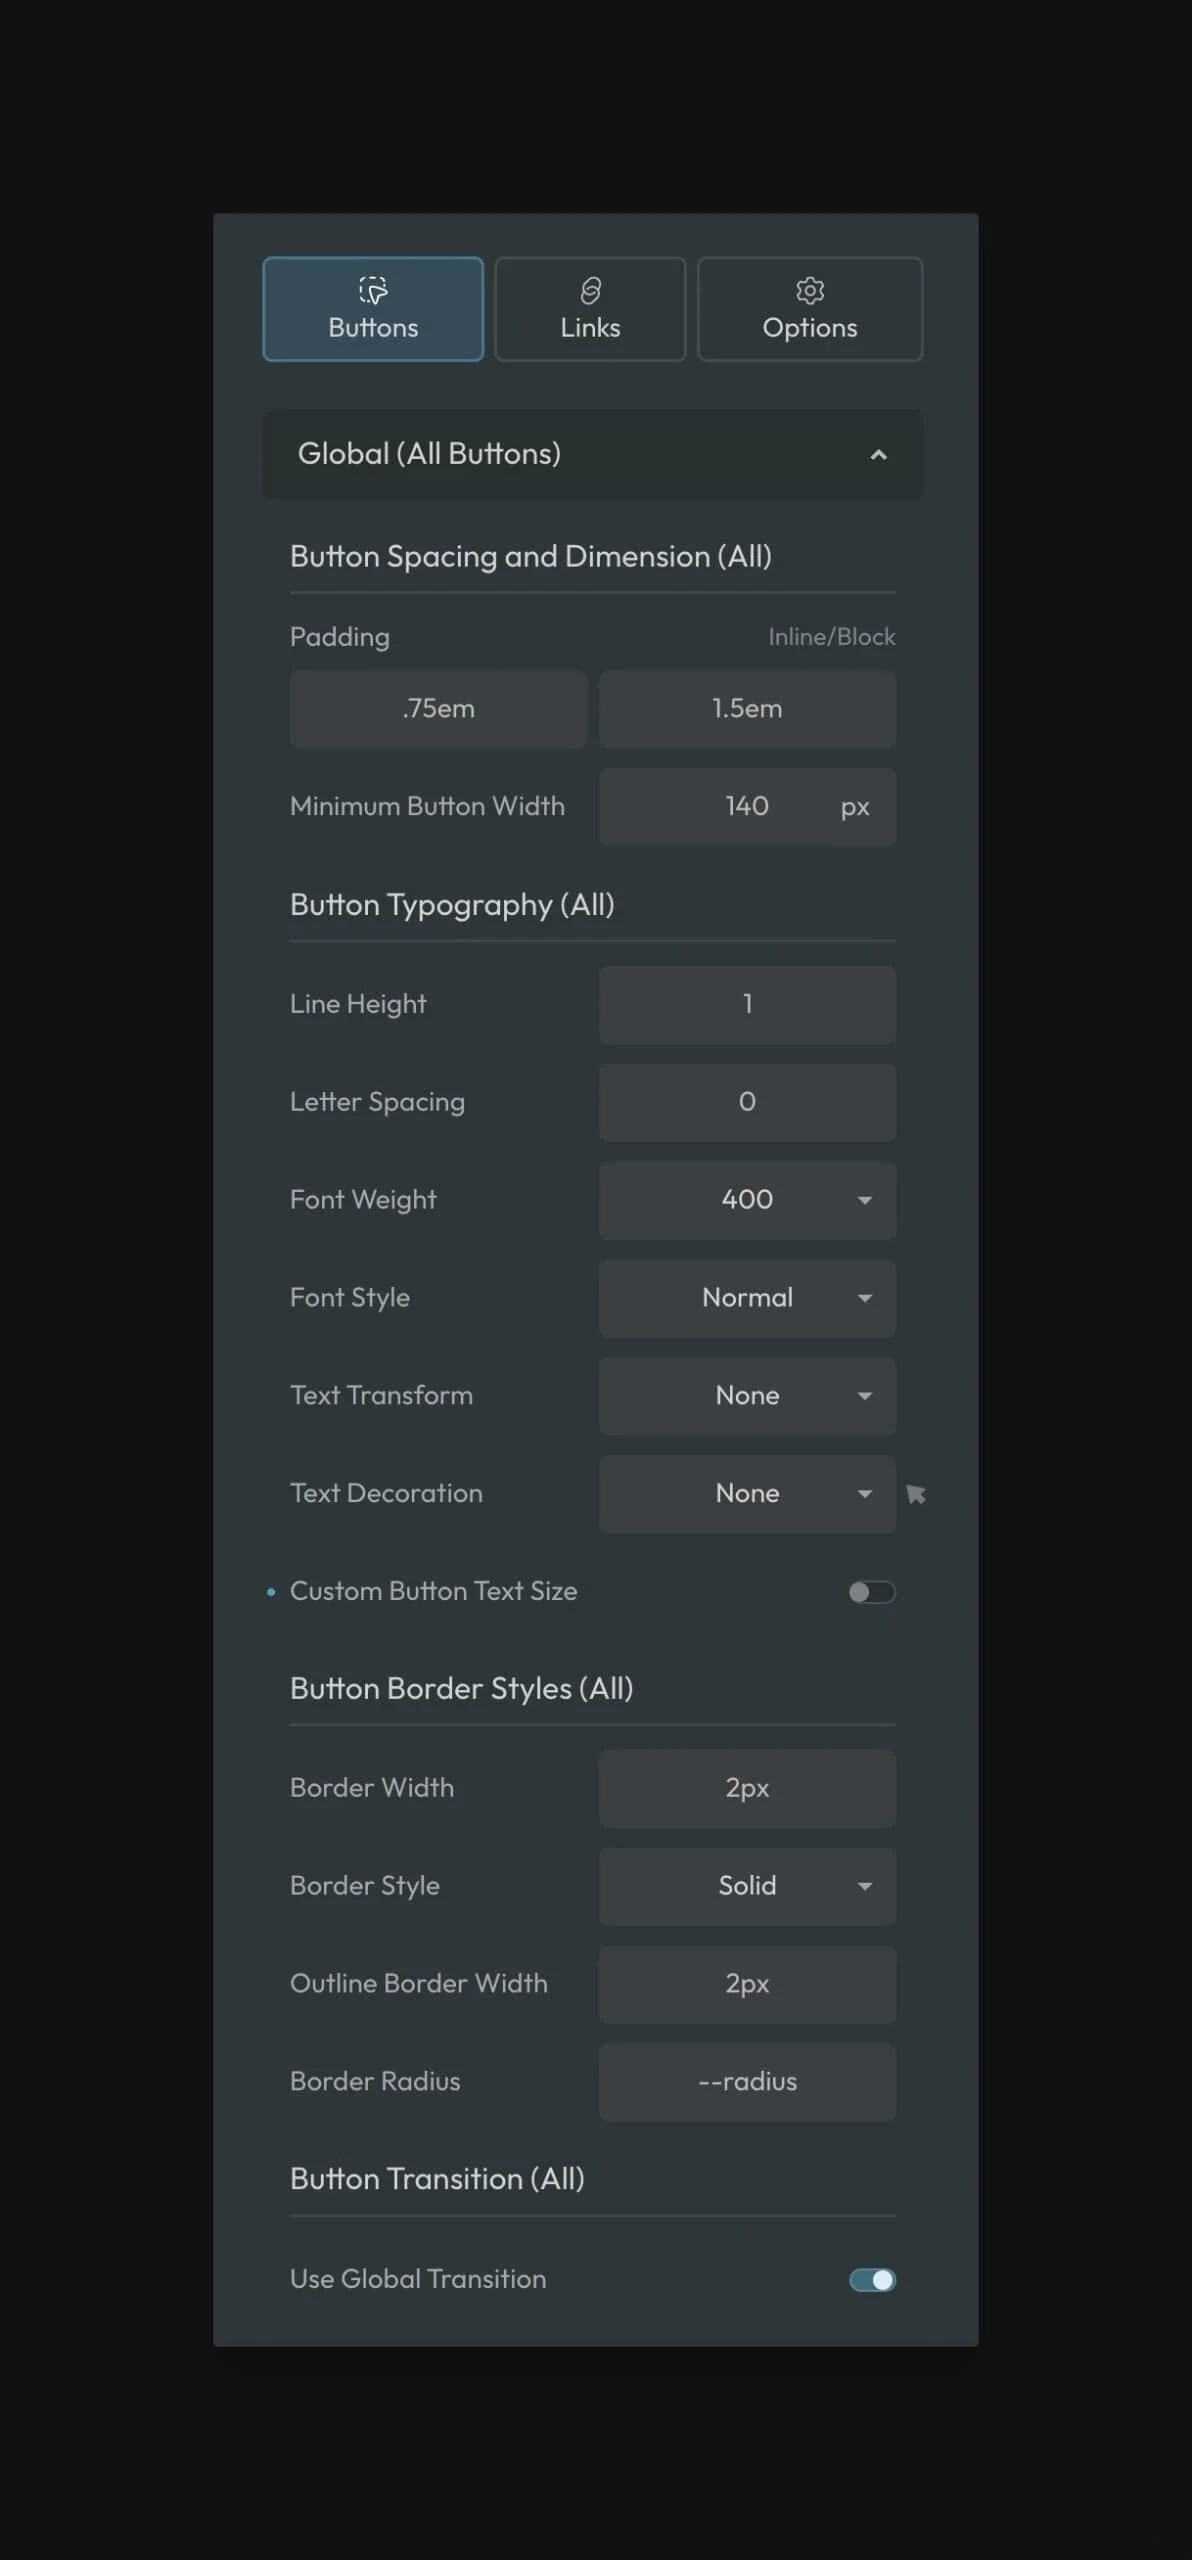 Buttons
Links
Options
Global (All Buttons)
Button Spacing and Dimension (All)
Padding Inline/Block
.75em 1.5em
Minimum Button Width 140 px
Button Typography (All)
Line Height 1
Letter Spacing 0
Font Weight 400
Font Style Normal
Text Transform None
Text Decoration None
Custom Button Text Size
Button Border Styles (All)
Border Width 2px
Border Style Solid
Outline Border Width 2px
Border Radius --radius
Button Transition (All)
Use Global Transition